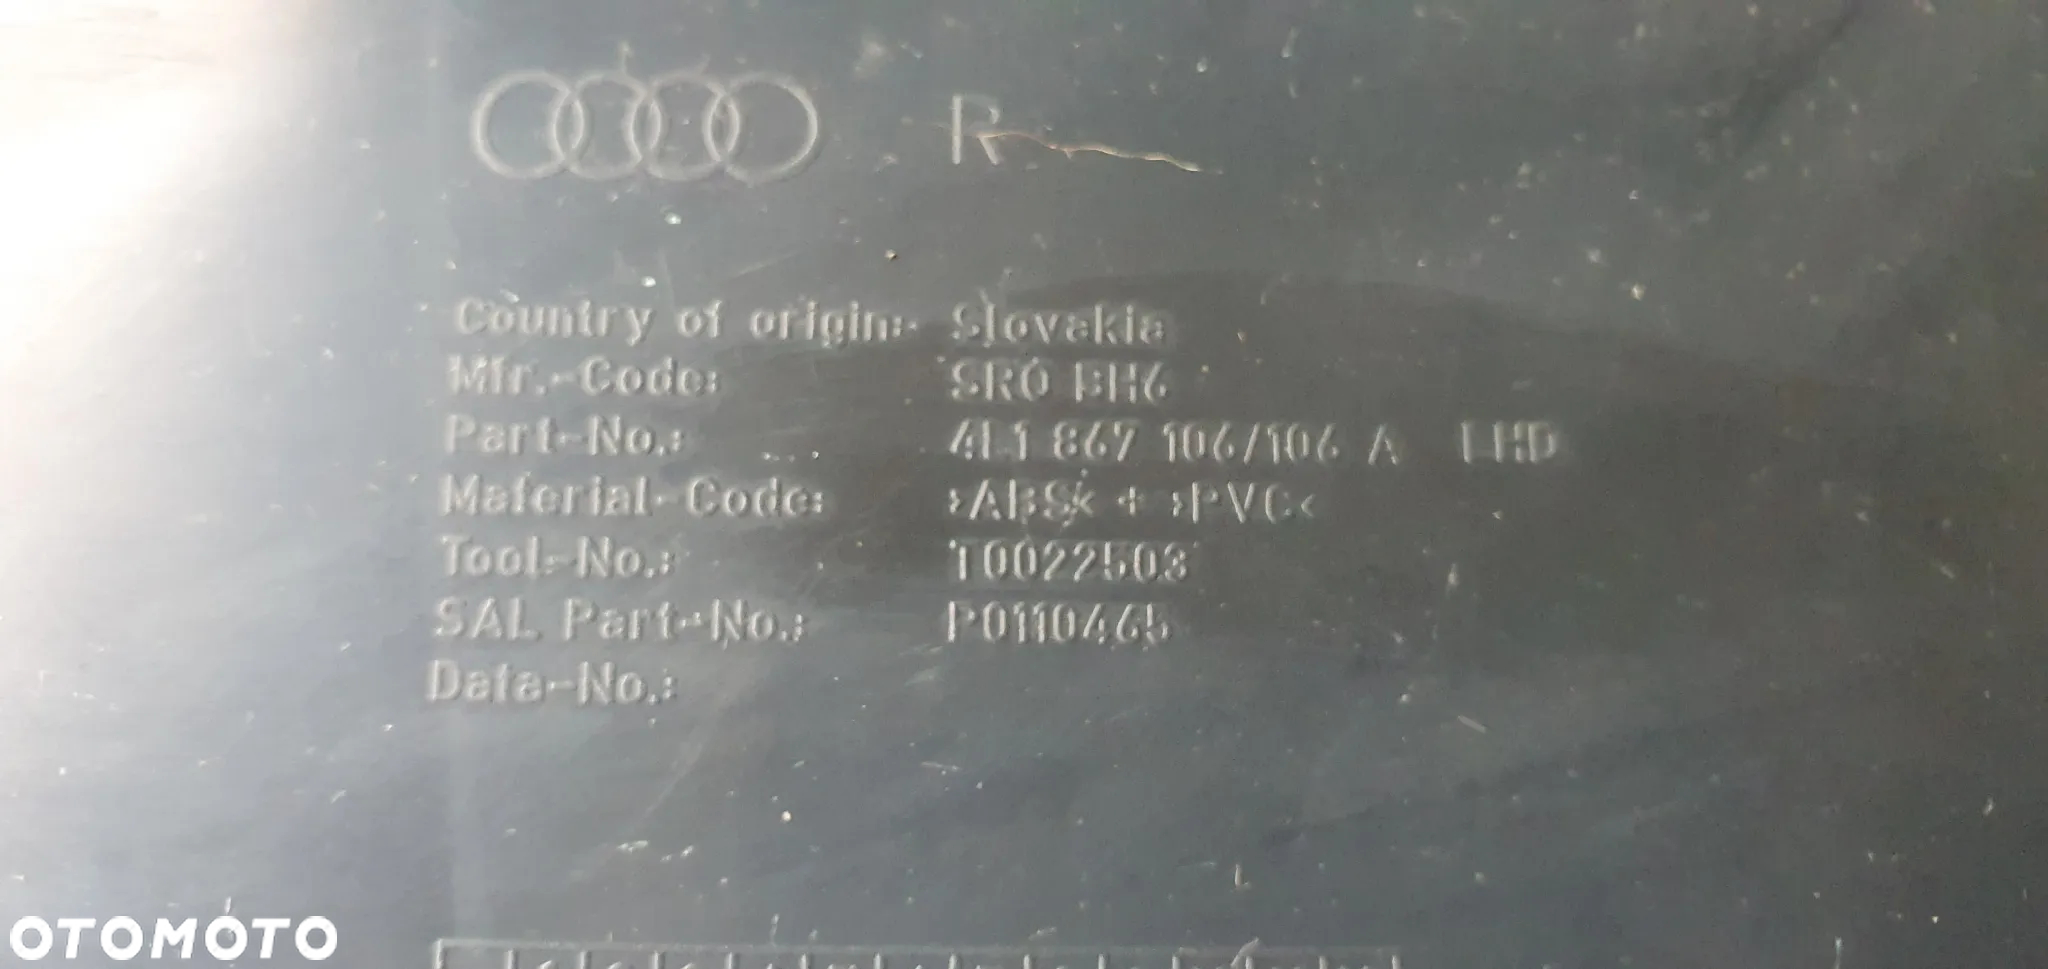 R
Country of origin: Slovakia
Mfr.-Code: SRO BH6
Part-No.: 4L1 867 106/106 A LHD
Material-Code: >ABS< + >PVC<
Tool-No.: T0022503
SAL Part-No.: P0110465
Data-No.:
OTOMOTO